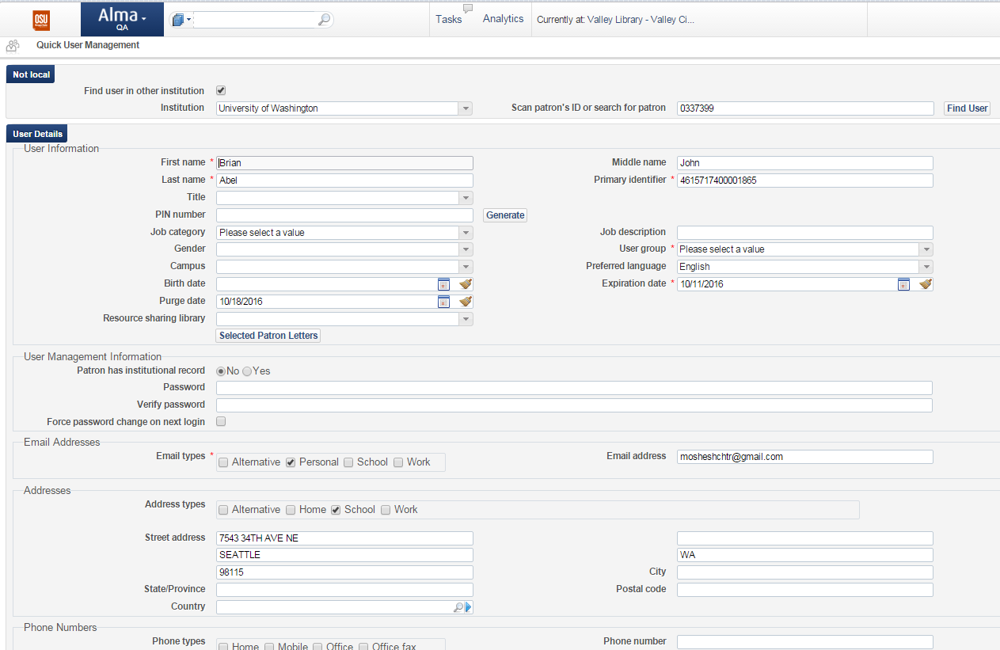 OSU
Oregon State
Alma
QA
Tasks
Analytics
Currently at: Valley Library - Valley Ci...
Quick User Management
Not local
Find user in other institution
Institution University of Washington Scan patron's ID or search for patron 0337399 Find User
User Details
User Information
First name * Brian Middle name John
Last name * Abel Primary identifier * 4615717400001865
Title
PIN number Generate
Job category Please select a value Job description
Gender User group * Please select a value
Campus Preferred language English
Birth date Expiration date * 10/11/2016
Purge date 10/18/2016
Resource sharing library
Selected Patron Letters
User Management Information
Patron has institutional record No Yes
Password
Verify password
Force password change on next login
Email Addresses
Email types * Alternative Personal School Work Email address mosheshchtr@gmail.com
Addresses
Address types Alternative Home School Work
Street address 7543 34TH AVE NE
SEATTLE WA
98115 City
State/Province Postal code
Country
Phone Numbers
Phone types Home Mobile Office Office fax Phone number